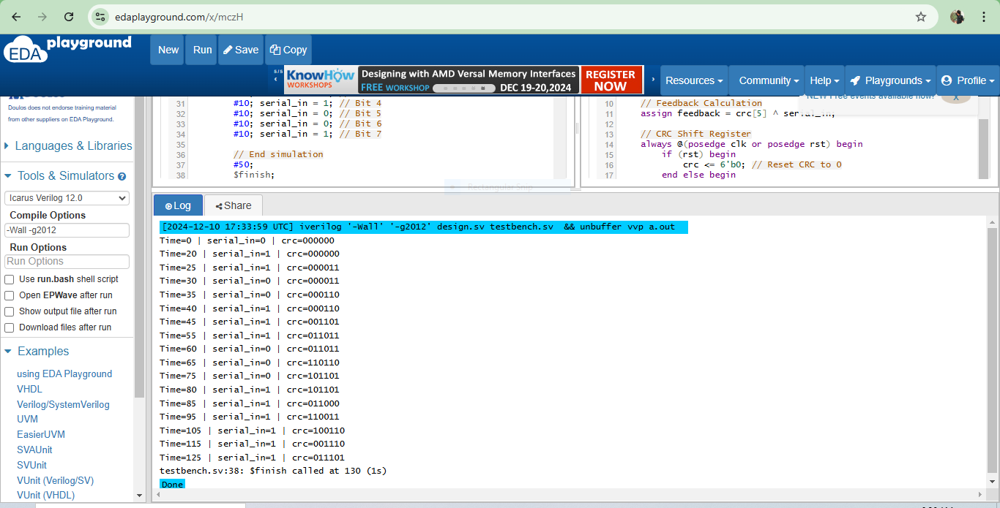 edaplayground.com/x/mczH
EDA playground
New Run Save Copy
5/5
KnowHow WORKSHOPS
Designing with AMD Versal Memory Interfaces
FREE WORKSHOP DEC 19-20,2024
REGISTER NOW
Resources Community Help Playgrounds Profile
Doulos does not endorse training material
from other suppliers on EDA Playground.
Languages & Libraries
Tools & Simulators
Icarus Verilog 12.0
Compile Options
-Wall -g2012
Run Options
Run Options
Use run.bash shell script
Open EPWave after run
Show output file after run
Download files after run
Examples
using EDA Playground
VHDL
Verilog/SystemVerilog
UVM
EasierUVM
SVAUnit
SVUnit
VUnit (Verilog/SV)
VUnit (VHDL)
31 #10; serial_in = 1; // Bit 4
32 #10; serial_in = 0; // Bit 5
33 #10; serial_in = 0; // Bit 6
34 #10; serial_in = 1; // Bit 7
35
36 // End simulation
37 #50;
38 $finish;
NEW Free events available now!
x
10 // Feedback Calculation
11 assign feedback = crc[5] ^ serial_in;
12
13 // CRC Shift Register
14 always @(posedge clk or posedge rst) begin
15 if (rst) begin
16 crc <= 6'b0; // Reset CRC to 0
17 end else begin
Rectangular Snip
Log Share
[2024-12-10 17:33:59 UTC] iverilog '-Wall' '-g2012' design.sv testbench.sv && unbuffer vvp a.out
Time=0 | serial_in=0 | crc=000000
Time=20 | serial_in=1 | crc=000000
Time=25 | serial_in=1 | crc=000011
Time=30 | serial_in=0 | crc=000011
Time=35 | serial_in=0 | crc=000110
Time=40 | serial_in=1 | crc=000110
Time=45 | serial_in=1 | crc=001101
Time=55 | serial_in=1 | crc=011011
Time=60 | serial_in=0 | crc=011011
Time=65 | serial_in=0 | crc=110110
Time=75 | serial_in=0 | crc=101101
Time=80 | serial_in=1 | crc=101101
Time=85 | serial_in=1 | crc=011000
Time=95 | serial_in=1 | crc=110011
Time=105 | serial_in=1 | crc=100110
Time=115 | serial_in=1 | crc=001110
Time=125 | serial_in=1 | crc=011101
testbench.sv:38: $finish called at 130 (1s)
Done